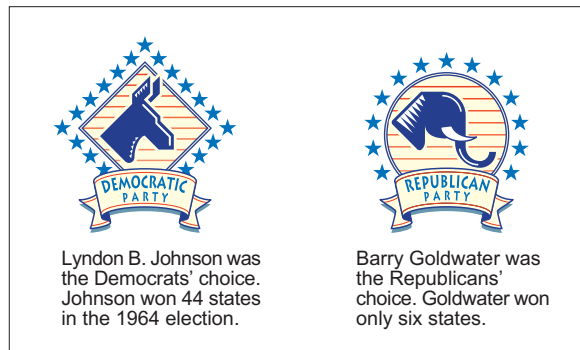 DEMOCRATIC
PARTY
Lyndon B. Johnson was
the Democrats’ choice.
Johnson won 44 states
in the 1964 election.
REPUBLICAN
PARTY
Barry Goldwater was
the Republicans’
choice. Goldwater won
only six states.